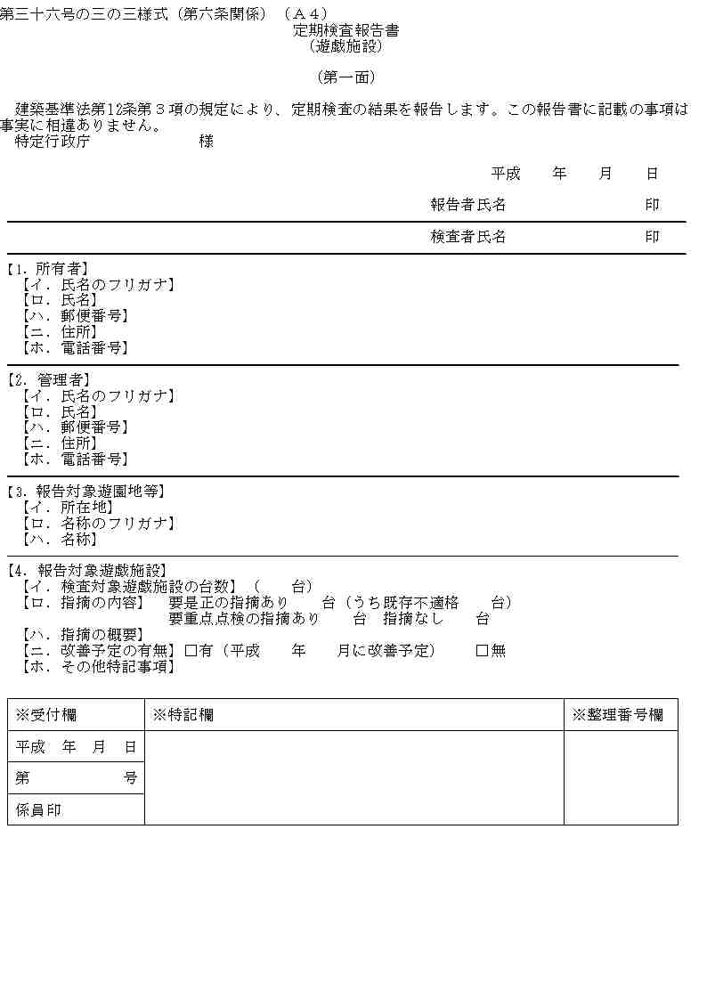 第三十六号の三の三様式（第六条関係）（Ａ４）
定期検査報告書
（遊戯施設）
（第一面）
　建築基準法第12条第３項の規定により、定期検査の結果を報告します。この報告書に記載の事項は
事実に相違ありません。
　特定行政庁　　　　　　　様
平成　　年　　月　　日
報告者氏名　　　　　　　　　印
検査者氏名　　　　　　　　　印
【1．所有者】
【イ．氏名のフリガナ】
【ロ．氏名】
【ハ．郵便番号】
【ニ．住所】
【ホ．電話番号】
【2．管理者】
【イ．氏名のフリガナ】
【ロ．氏名】
【ハ．郵便番号】
【ニ．住所】
【ホ．電話番号】
【3．報告対象遊園地等】
【イ．所在地】
【ロ．名称のフリガナ】
【ハ．名称】
【4．報告対象遊戯施設】
【イ．検査対象遊戯施設の台数】（　　台）
【ロ．指摘の内容】　要是正の指摘あり　　台（うち既存不適格　　台）
要重点点検の指摘あり　　台　指摘なし　　台
【ハ．指摘の概要】
【ニ．改善予定の有無】□有（平成　　年　　月に改善予定）　　□無
【ホ．その他特記事項】
※受付欄　※特記欄　※整理番号欄
平成　年　月　日
第　　　　　　号
係員印